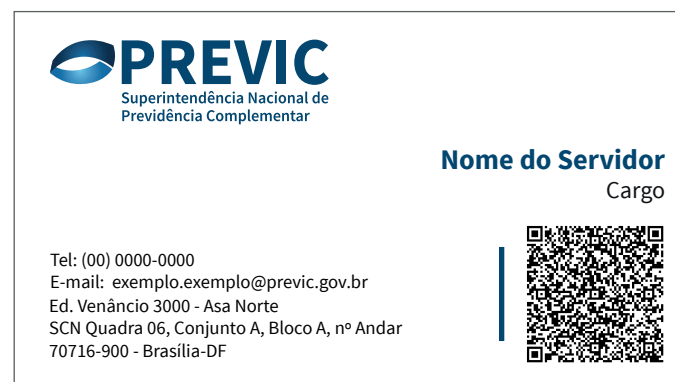 PREVIC
Superintendência Nacional de
Previdência Complementar
Nome do Servidor
Cargo
Tel: (00) 0000-0000
E-mail: exemplo.exemplo@previc.gov.br
Ed. Venâncio 3000 - Asa Norte
SCN Quadra 06, Conjunto A, Bloco A, nº Andar
70716-900 - Brasília-DF